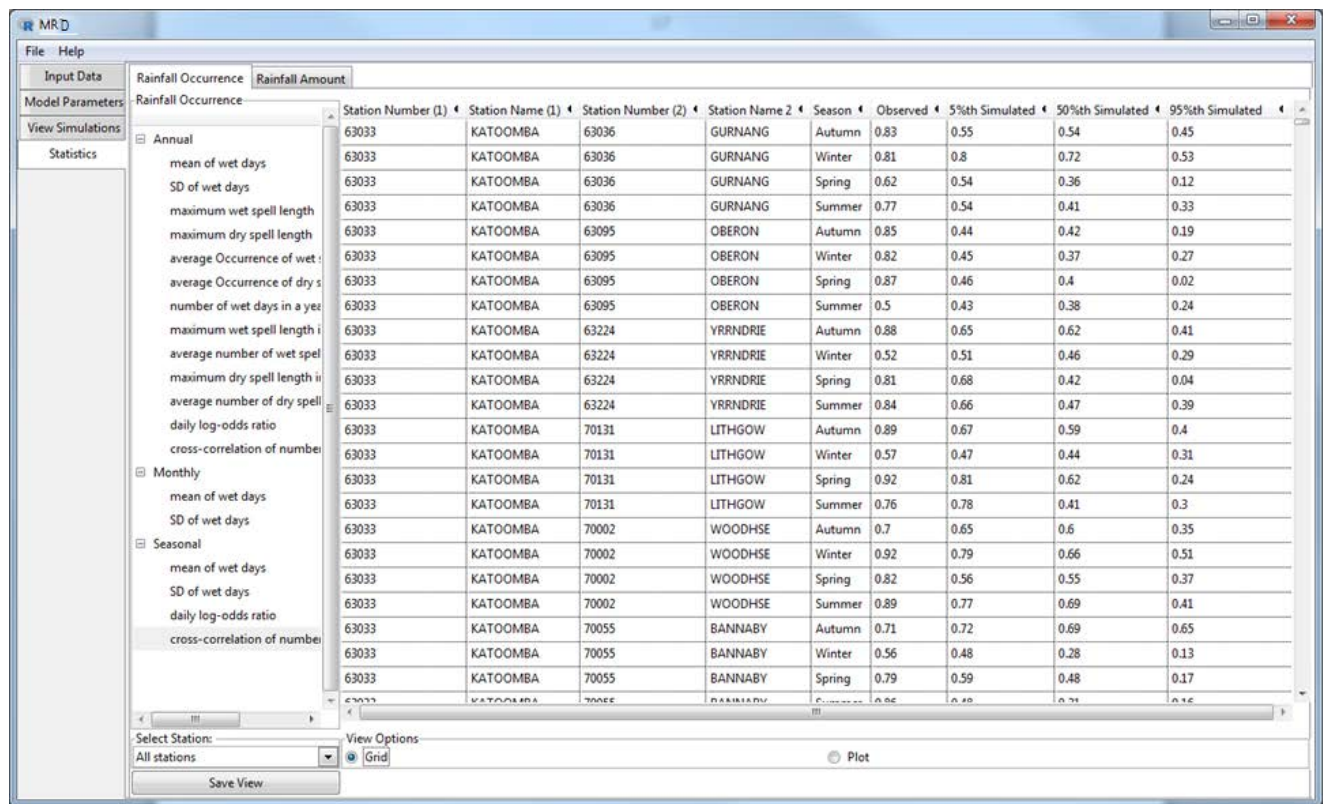 MRD
File Help
Input Data
Model Parameters
View Simulations
Statistics
Rainfall Occurrence Rainfall Amount
Rainfall Occurrence
Annual
mean of wet days
SD of wet days
maximum wet spell length
maximum dry spell length
average Occurrence of wet
average Occurrence of dry s
number of wet days in a yea
maximum wet spell length i
average number of wet spel
maximum dry spell length i
average number of dry spell
daily log-odds ratio
cross-correlation of number
Monthly
mean of wet days
SD of wet days
Seasonal
mean of wet days
SD of wet days
daily log-odds ratio
cross-correlation of number
Station Number (1) Station Name (1) Station Number (2) Station Name 2 Season Observed 5%th Simulated 50%th Simulated 95%th Simulated
63033 KATOOMBA 63036 GURNANG Autumn 0.83 0.55 0.54 0.45
63033 KATOOMBA 63036 GURNANG Winter 0.81 0.8 0.72 0.53
63033 KATOOMBA 63036 GURNANG Spring 0.62 0.54 0.36 0.12
63033 KATOOMBA 63036 GURNANG Summer 0.77 0.54 0.41 0.33
63033 KATOOMBA 63095 OBERON Autumn 0.85 0.44 0.42 0.19
63033 KATOOMBA 63095 OBERON Winter 0.82 0.45 0.37 0.27
63033 KATOOMBA 63095 OBERON Spring 0.87 0.46 0.4 0.02
63033 KATOOMBA 63095 OBERON Summer 0.5 0.43 0.38 0.24
63033 KATOOMBA 63224 YRRNDRIE Autumn 0.88 0.65 0.62 0.41
63033 KATOOMBA 63224 YRRNDRIE Winter 0.52 0.51 0.46 0.29
63033 KATOOMBA 63224 YRRNDRIE Spring 0.81 0.68 0.42 0.04
63033 KATOOMBA 63224 YRRNDRIE Summer 0.84 0.66 0.47 0.39
63033 KATOOMBA 70131 LITHGOW Autumn 0.89 0.67 0.59 0.4
63033 KATOOMBA 70131 LITHGOW Winter 0.57 0.47 0.44 0.31
63033 KATOOMBA 70131 LITHGOW Spring 0.92 0.81 0.62 0.24
63033 KATOOMBA 70131 LITHGOW Summer 0.76 0.78 0.41 0.3
63033 KATOOMBA 70002 WOODHSE Autumn 0.7 0.65 0.6 0.35
63033 KATOOMBA 70002 WOODHSE Winter 0.92 0.79 0.66 0.51
63033 KATOOMBA 70002 WOODHSE Spring 0.82 0.56 0.55 0.37
63033 KATOOMBA 70002 WOODHSE Summer 0.89 0.77 0.69 0.41
63033 KATOOMBA 70055 BANNABY Autumn 0.71 0.72 0.69 0.65
63033 KATOOMBA 70055 BANNABY Winter 0.56 0.48 0.28 0.13
63033 KATOOMBA 70055 BANNABY Spring 0.79 0.59 0.48 0.17
Select Station:
All stations
Save View
View Options
Grid Plot